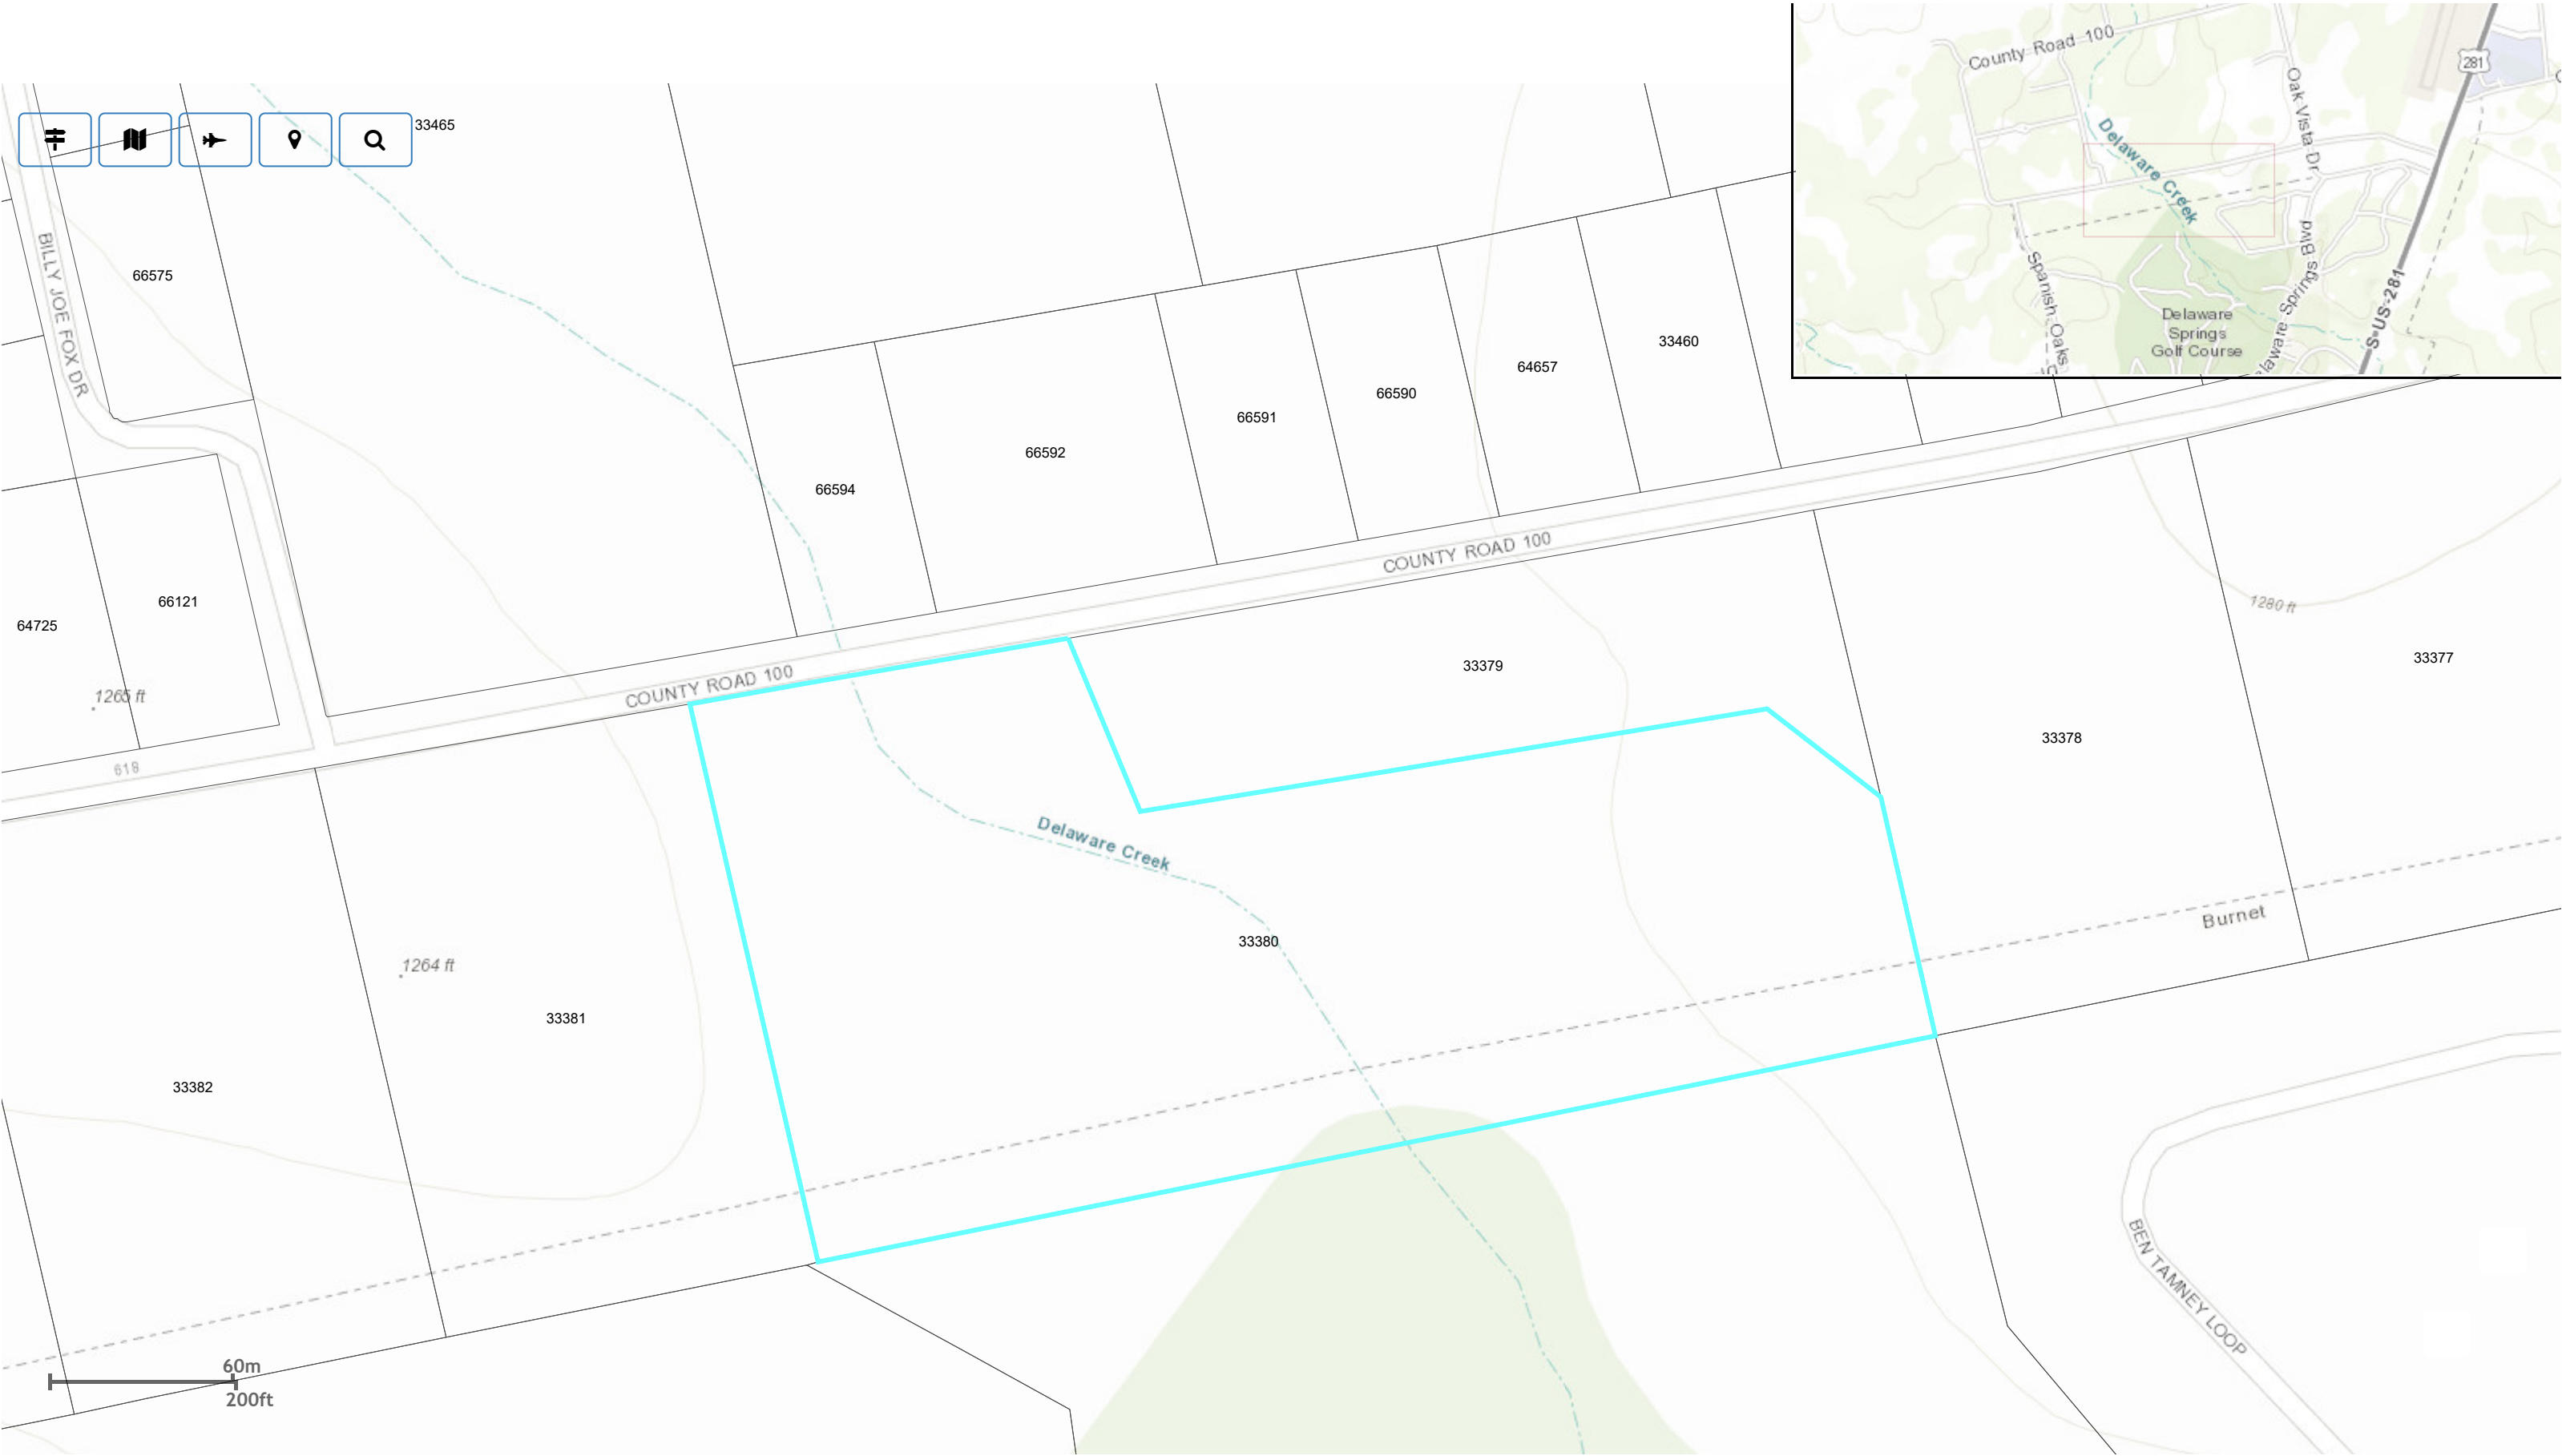 County Road 100
281
Oak Vista Dr
Delaware Creek
s Blvd
Spanish Oaks
Delaware
Springs
Golf Course
elaware Springs
S US-281
33465
BILLY JOE FOX DR
66575
33460
64657
66590
66591
66592
66594
COUNTY ROAD 100
66121
64725
1280 ft
33377
33379
1265 ft
COUNTY ROAD 100
33378
618
Delaware Creek
Burnet
33380
1264 ft
33381
33382
BEN TAMNEY LOOP
60m
200ft